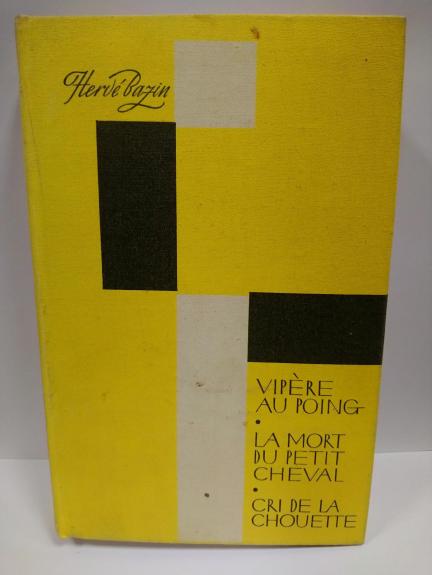 Hervé Bazin
VIPÈRE
AU POING
•
LA MORT
DU PETIT
CHEVAL
•
CRI DE LA
CHOUETTE